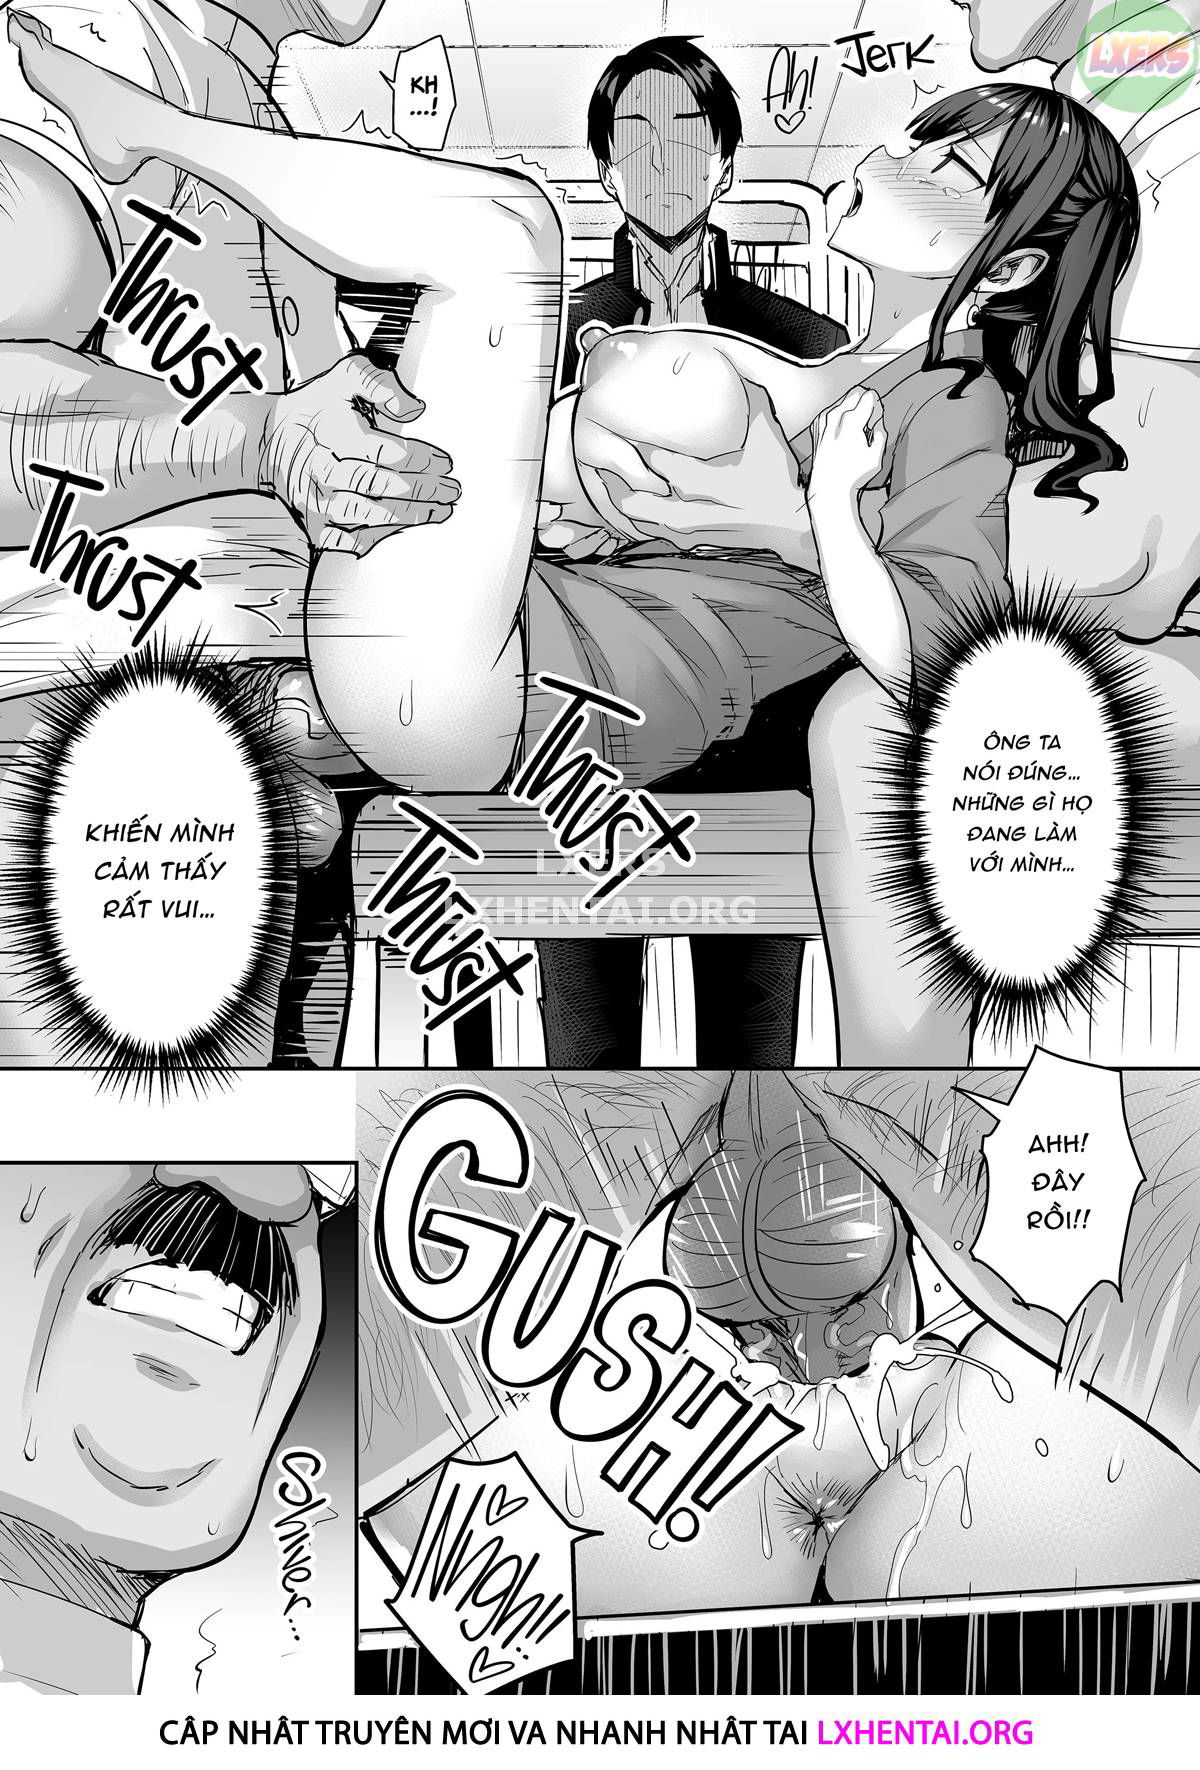 LXERS
JERK
AH!
KH
...!
THRUST
THRUST
THRUST
THRUST
ÔNG TA
NÓI ĐÚNG...
NHỮNG GÌ HỌ
ĐANG LÀM
VỚI MÌNH...
KHIẾN MÌNH
CẢM THẤY
RẤT VUI...
LXERS
LXHENTAI.ORG
AHH!
ĐÂY
RỒI!!
GUSH!
NNGH!!
SHIVER...
CẬP NHẬT TRUYỆN MỚI VÀ NHANH NHẤT TẠI LXHENTAI.ORG